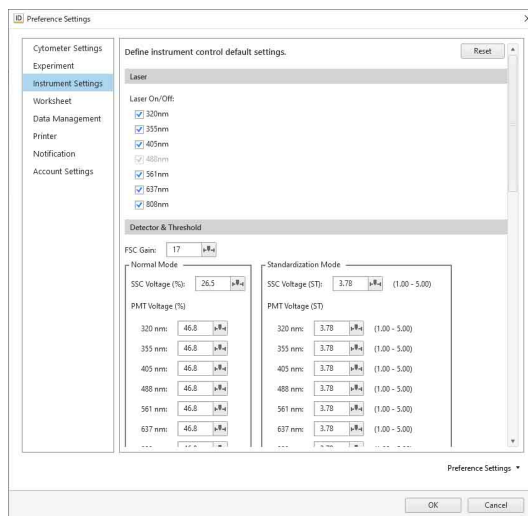 ID Preference Settings
Cytometer Settings
Experiment
Instrument Settings
Worksheet
Data Management
Printer
Notification
Account Settings
Define instrument control default settings.
Reset
Laser
Laser On/Off:
320nm
355nm
405nm
488nm
561nm
637nm
808nm
Detector & Threshold
FSC Gain: 17
Normal Mode
SSC Voltage (%): 26.5
PMT Voltage (%)
320 nm: 46.8
355 nm: 46.8
405 nm: 46.8
488 nm: 46.8
561 nm: 46.8
637 nm: 46.8
Standardization Mode
SSC Voltage (ST): 3.78 (1.00 - 5.00)
PMT Voltage (ST)
320 nm: 3.78 (1.00 - 5.00)
355 nm: 3.78 (1.00 - 5.00)
405 nm: 3.78 (1.00 - 5.00)
488 nm: 3.78 (1.00 - 5.00)
561 nm: 3.78 (1.00 - 5.00)
637 nm: 3.78 (1.00 - 5.00)
Preference Settings
OK
Cancel